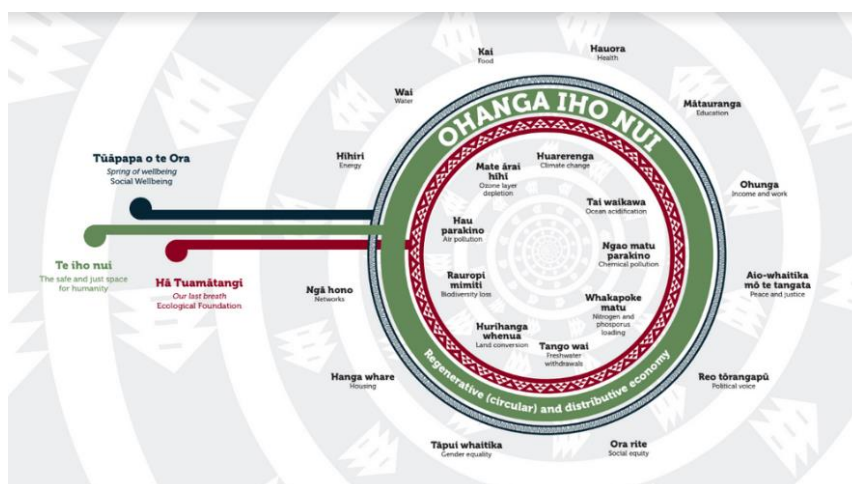 Kai
Food
Hauora
Health
Wai
Water
Mātauranga
Education
OHANGA IHO NUI
Tūāpapa o te Ora
Spring of wellbeing
Social Wellbeing
Hīhiri
Energy
Mate ārai
hihi
Ozone layer
depletion
Huarerenga
Climate change
Ohunga
Income and work
Tai waikawa
Ocean acidification
Hau
parakino
Air pollution
Ngao matu
parakino
Chemical pollution
Te iho nui
The safe and just space
for humanity
Hā Tuamātangi
Our last breath
Ecological Foundation
Ngā hono
Networks
Rauropi
mimiti
Biodiversity loss
Aio-whaitika
mō te tangata
Peace and justice
Whakapoke
matu
Nitrogen and
phosporus
loading
Hurihanga
whenua
Land conversion
Tango wai
Freshwater
withdrawals
Hanga whare
Housing
Reo tōrangapū
Political voice
Regenerative (circular) and distributive economy
Tāpui whaitika
Gender equality
Ora rite
Social equity